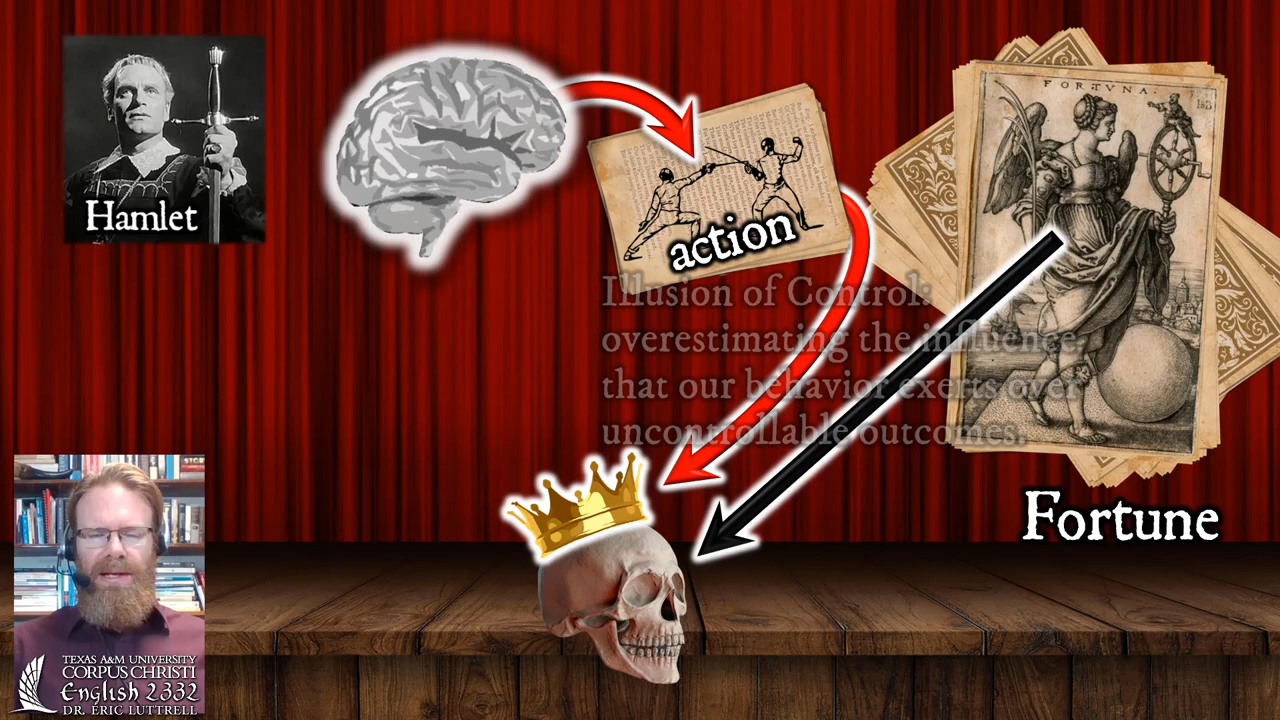 Hamlet
action
FORTVNA
Illusion of Control:
overestimating the influence
that our behavior exerts over
uncontrollable outcomes.
Fortune
TEXAS A&M UNIVERSITY
CORPUS CHRISTI
English 2332
DR. ERIC LUTTRELL